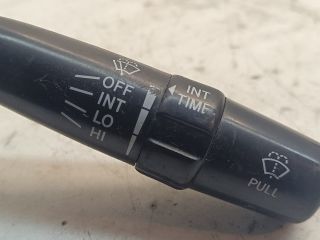 OFF
INT
LO
HI
INT
TIME
PULL